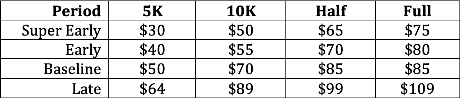 Period 5K 10K Half Full
Super Early $30 $50 $65 $75
Early $40 $55 $70 $80
Baseline $50 $70 $85 $85
Late $64 $89 $99 $109